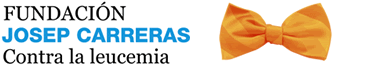 FUNDACIÓN
JOSEP CARRERAS
Contra la leucemia